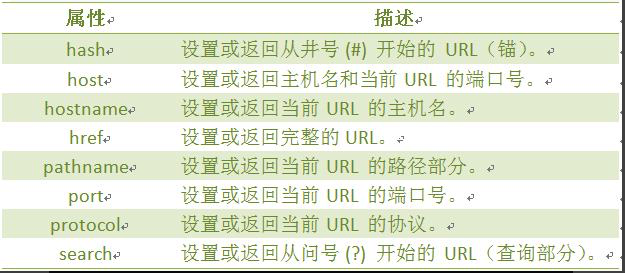 属性 描述
hash 设置或返回从井号 (#) 开始的 URL（锚）。
host 设置或返回主机名和当前 URL 的端口号。
hostname 设置或返回当前 URL 的主机名。
href 设置或返回完整的 URL。
pathname 设置或返回当前 URL 的路径部分。
port 设置或返回当前 URL 的端口号。
protocol 设置或返回当前 URL 的协议。
search 设置或返回从问号 (?) 开始的 URL（查询部分）。